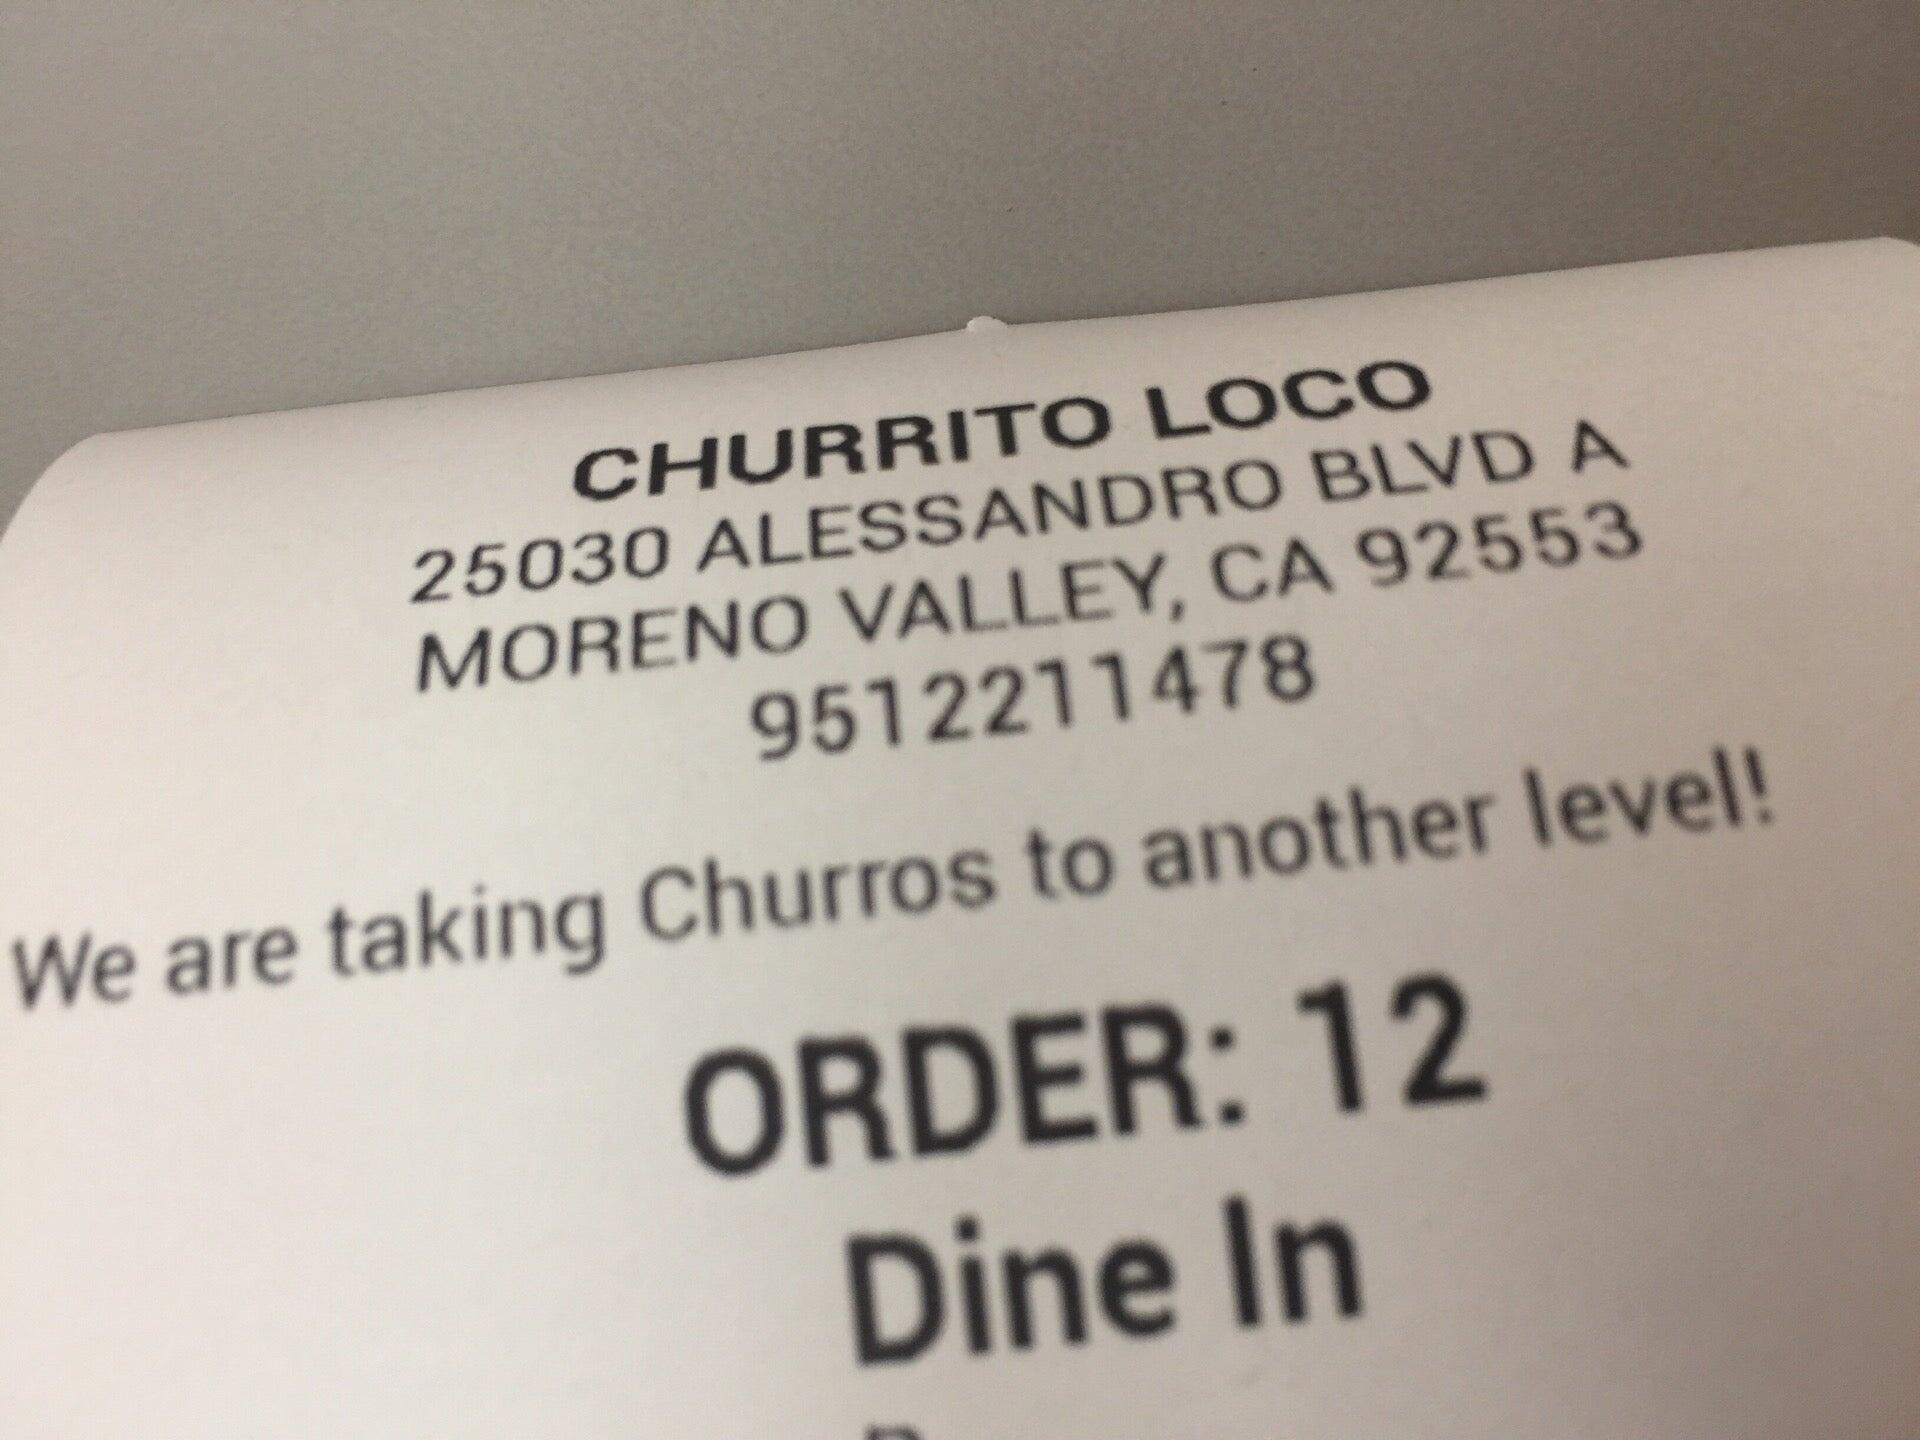 CHURRITO LOCO
25030 ALESSANDRO BLVD A
MORENO VALLEY, CA 92553
9512211478
We are taking Churros to another level!
ORDER: 12
Dine In